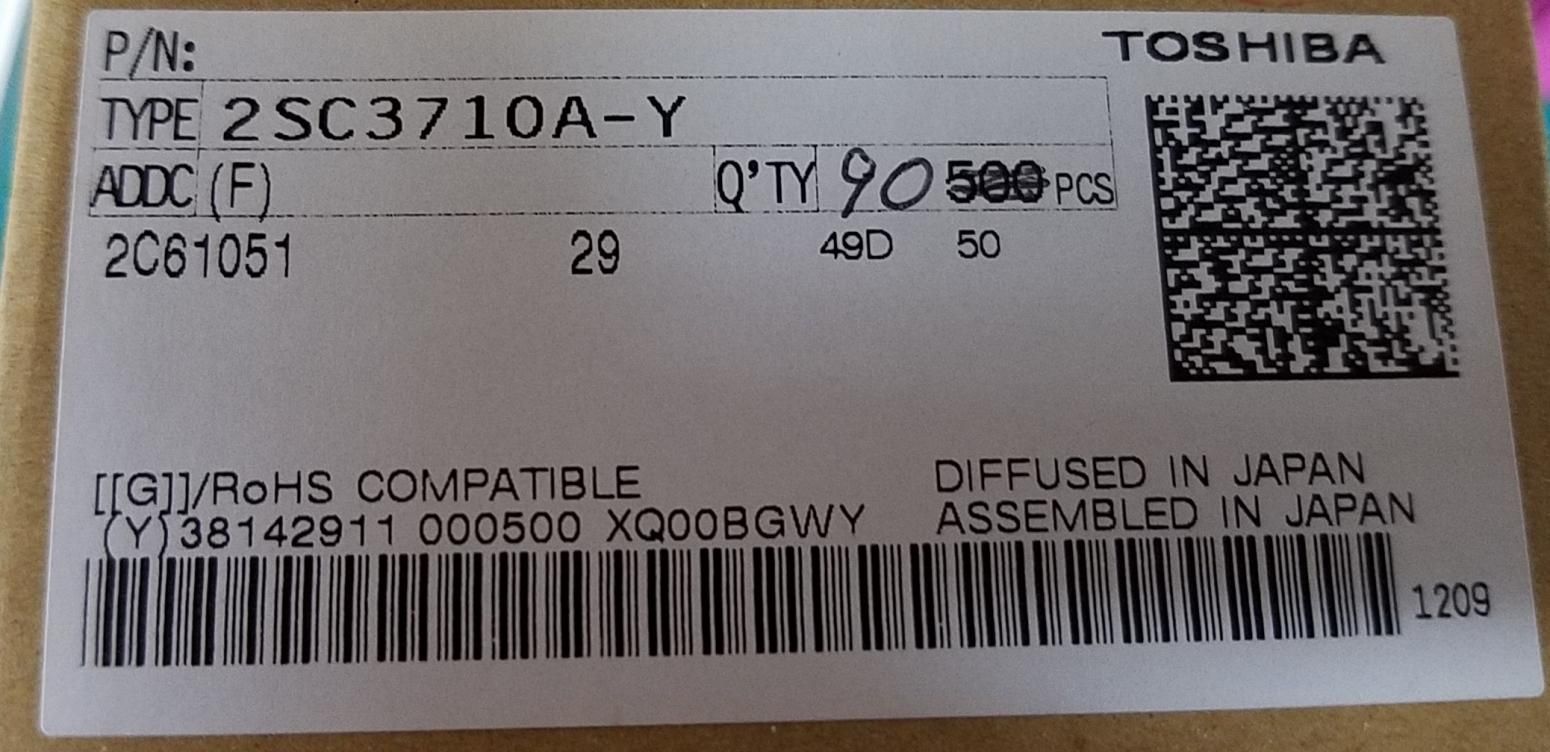 P/N:
TOSHIBA
TYPE 2SC3710A-Y
ADDC (F) Q'TY 90 500 PCS
2C61051 29 49D 50
[[G]]/RoHS COMPATIBLE
DIFFUSED IN JAPAN
(Y)38142911 000500 XQ00BGWY
ASSEMBLED IN JAPAN
1209